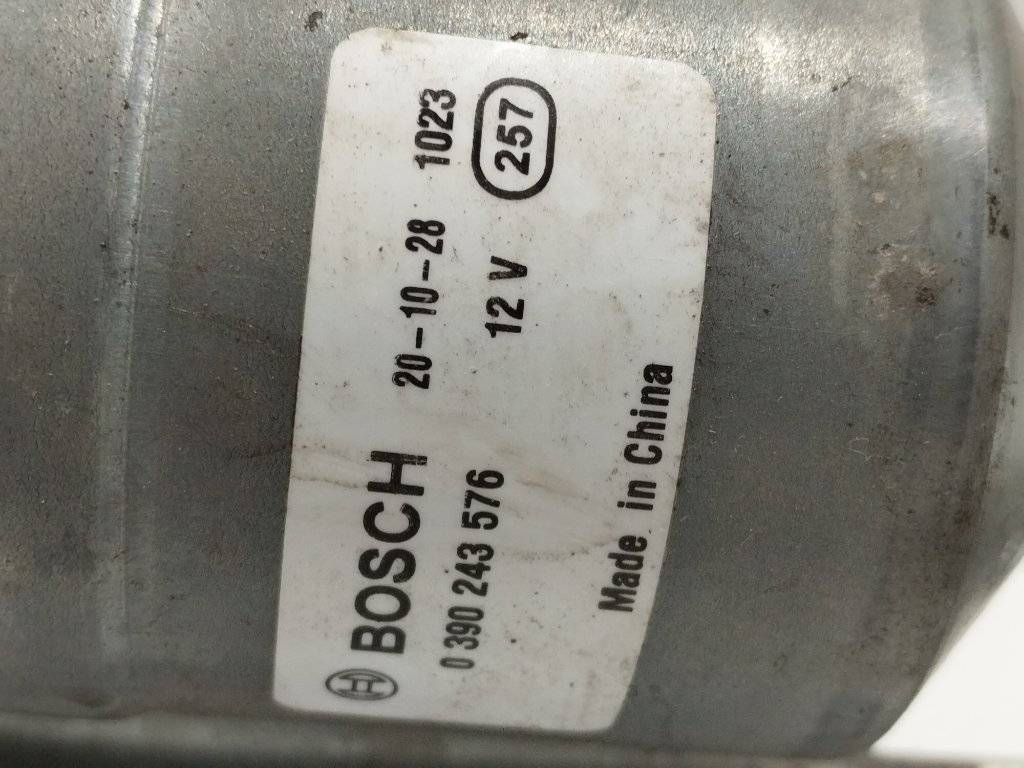 BOSCH 20-10-28 1023
0 390 243 576 12 V 257
Made in China